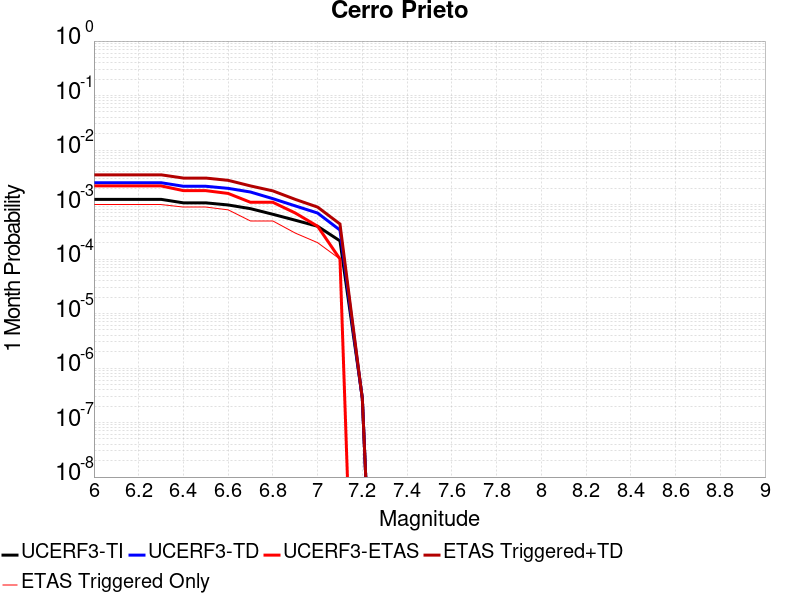 Cerro Prieto
10^0
10^-1
10^-2
10^-3
10^-4
10^-5
10^-6
10^-7
10^-8
1 Month Probability
6 6.2 6.4 6.6 6.8 7 7.2 7.4 7.6 7.8 8 8.2 8.4 8.6 8.8 9
Magnitude
UCERF3-TI UCERF3-TD UCERF3-ETAS ETAS Triggered+TD
ETAS Triggered Only